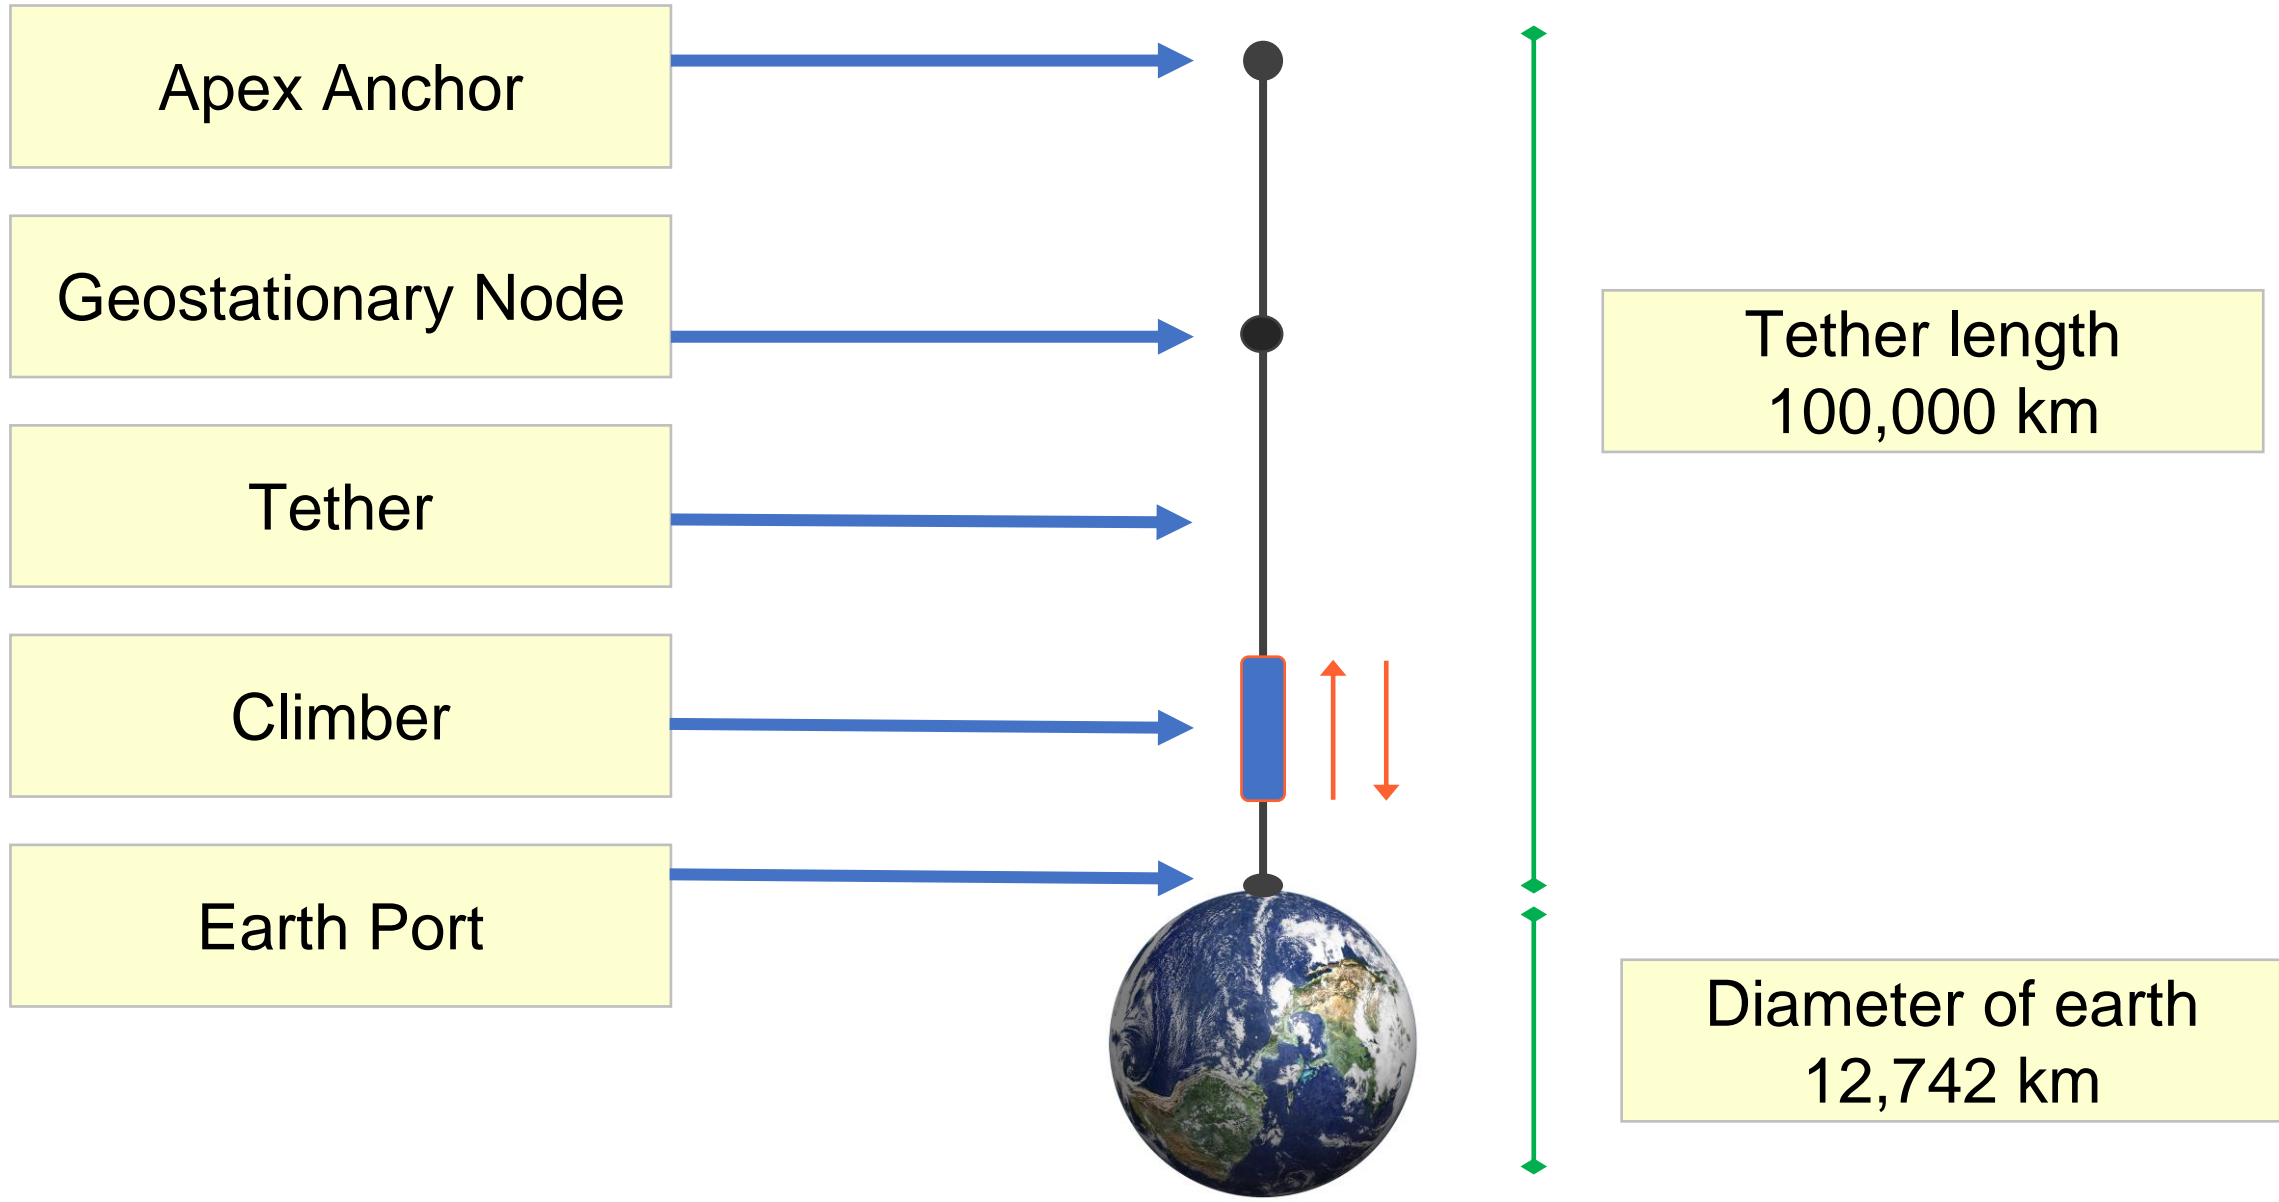 Apex Anchor
Geostationary Node
Tether
Climber
Earth Port
Tether length
100,000 km
Diameter of earth
12,742 km